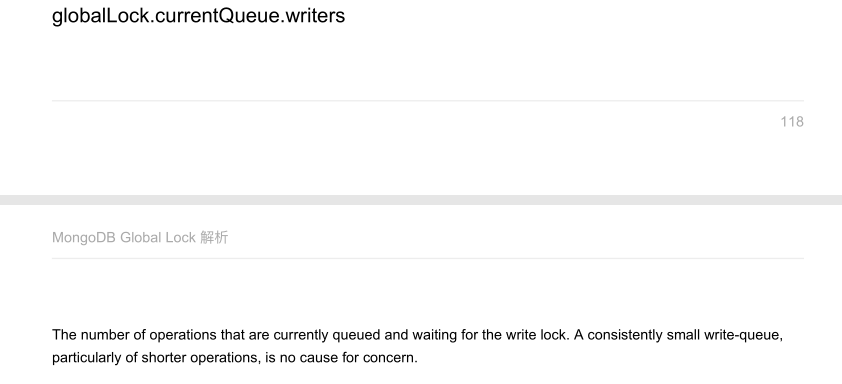 globalLock.currentQueue.writers
118
MongoDB Global Lock 解析
The number of operations that are currently queued and waiting for the write lock. A consistently small write-queue,
particularly of shorter operations, is no cause for concern.